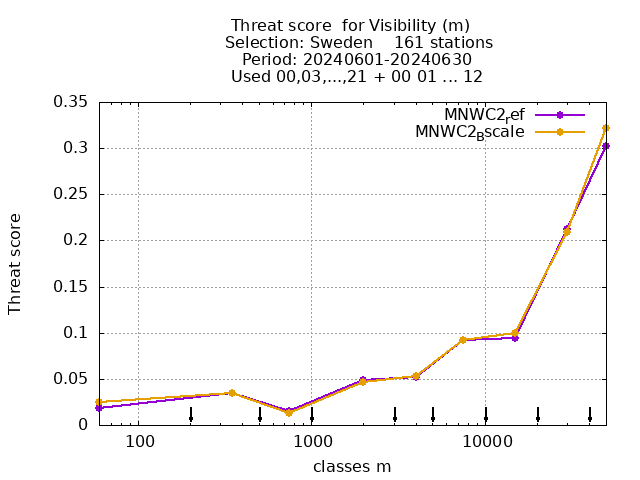 Threat score  for Visibility (m)
Selection: Sweden    161 stations
Period: 20240601-20240630
Used 00,03,...,21 + 00 01 ... 12
MNWC2ref
MNWC2Bscale
0.35
0.3
0.25
0.2
0.15
0.1
0.05
0
Threat score
100
1000
10000
classes m